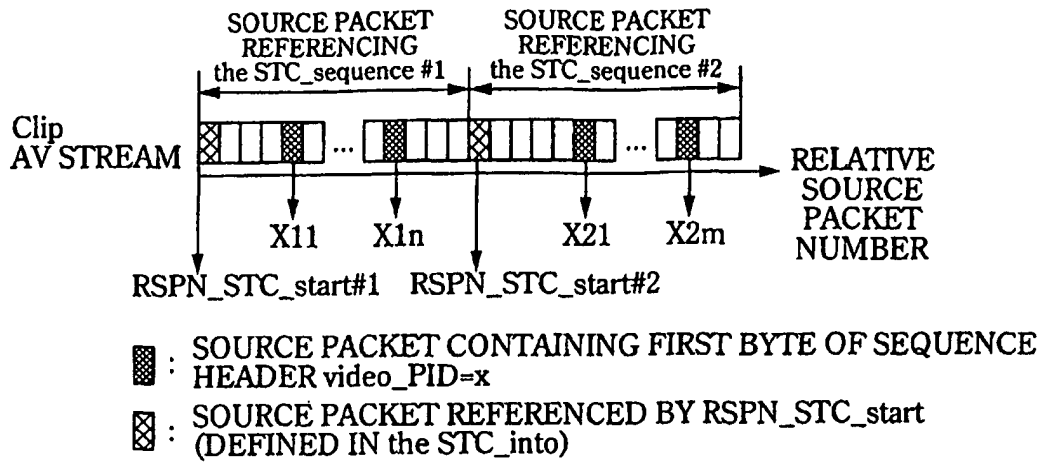 SOURCE PACKET
REFERENCING
the STC_sequence #1
SOURCE PACKET
REFERENCING
the STC_sequence #2
Clip
AV STREAM
...
...
RELATIVE
SOURCE
PACKET
NUMBER
X11
X1n
X21
X2m
RSPN_STC_start#1
RSPN_STC_start#2
: SOURCE PACKET CONTAINING FIRST BYTE OF SEQUENCE
HEADER video_PID=x
: SOURCE PACKET REFERENCED BY RSPN_STC_start
(DEFINED IN the STC_into)